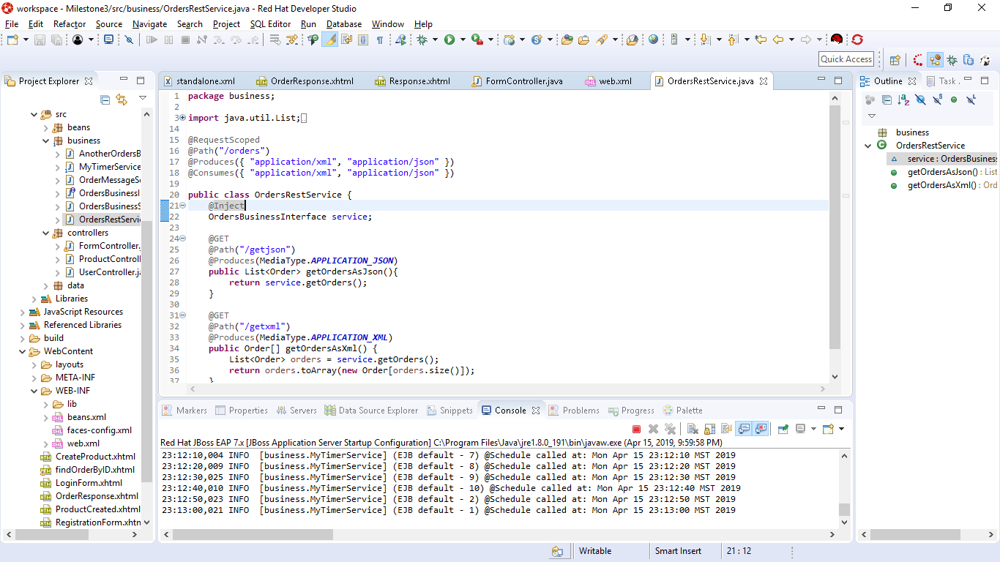 workspace - Milestone3/src/business/OrdersRestService.java - Red Hat Developer Studio
File Edit Refactor Source Navigate Search Project SQL Editor Run Database Window Help
Quick Access
Project Explorer
src
beans
business
AnotherOrdersB
MyTimerService
OrderMessageSe
OrdersBusinessI
OrdersBusinessS
OrdersRestServic
controllers
FormController.
ProductControll
UserController.ja
data
Libraries
JavaScript Resources
Referenced Libraries
build
WebContent
layouts
META-INF
WEB-INF
lib
beans.xml
faces-config.xml
web.xml
CreateProduct.xhtml
findOrderByID.xhtml
LoginForm.xhtml
OrderResponse.xhtml
ProductCreated.xhtml
RegistrationForm.xhtm
standalone.xml OrderResponse.xhtml Response.xhtml FormController.java web.xml OrdersRestService.java
1 package business;
2
3 import java.util.List;
14
15 @RequestScoped
16 @Path("/orders")
17 @Produces({ "application/xml", "application/json" })
18 @Consumes({ "application/xml", "application/json" })
19
20 public class OrdersRestService {
21 @Inject
22 OrdersBusinessInterface service;
23
24 @GET
25 @Path("/getjson")
26 @Produces(MediaType.APPLICATION_JSON)
27 public List<Order> getOrdersAsJson(){
28 return service.getOrders();
29 }
30
31 @GET
32 @Path("/getxml")
33 @Produces(MediaType.APPLICATION_XML)
34 public Order[] getOrdersAsXml() {
35 List<Order> orders = service.getOrders();
36 return orders.toArray(new Order[orders.size()]);
37 }
Outline Task .
business
OrdersRestService
service : OrdersBusiness
getOrdersAsJson() : List
getOrdersAsXml() : Ord
Markers Properties Servers Data Source Explorer Snippets Console Problems Progress Palette
Red Hat JBoss EAP 7.x [JBoss Application Server Startup Configuration] C:\Program Files\Java\jre1.8.0_191\bin\javaw.exe (Apr 15, 2019, 9:59:58 PM)
23:12:10,004 INFO [business.MyTimerService] (EJB default - 7) @Schedule called at: Mon Apr 15 23:12:10 MST 2019
23:12:20,009 INFO [business.MyTimerService] (EJB default - 8) @Schedule called at: Mon Apr 15 23:12:20 MST 2019
23:12:30,025 INFO [business.MyTimerService] (EJB default - 9) @Schedule called at: Mon Apr 15 23:12:30 MST 2019
23:12:40,010 INFO [business.MyTimerService] (EJB default - 10) @Schedule called at: Mon Apr 15 23:12:40 MST 2019
23:12:50,023 INFO [business.MyTimerService] (EJB default - 2) @Schedule called at: Mon Apr 15 23:12:50 MST 2019
23:13:00,021 INFO [business.MyTimerService] (EJB default - 1) @Schedule called at: Mon Apr 15 23:13:00 MST 2019
Writable Smart Insert 21 : 12